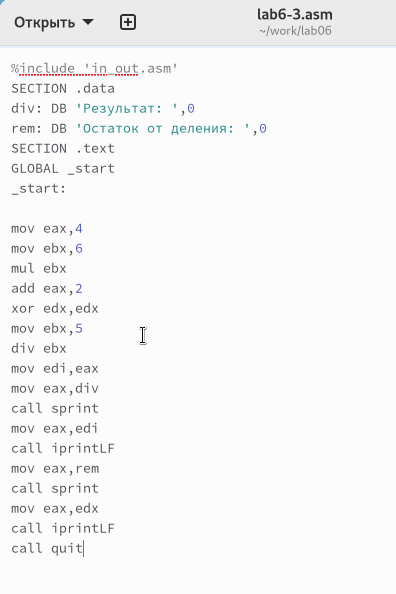 Открыть
lab6-3.asm
~/work/lab06
%include 'in_out.asm'
SECTION .data
div: DB 'Результат: ',0
rem: DB 'Остаток от деления: ',0
SECTION .text
GLOBAL _start
_start:
mov eax,4
mov ebx,6
mul ebx
add eax,2
xor edx,edx
mov ebx,5
div ebx
mov edi,eax
mov eax,div
call sprint
mov eax,edi
call iprintLF
mov eax,rem
call sprint
mov eax,edx
call iprintLF
call quit